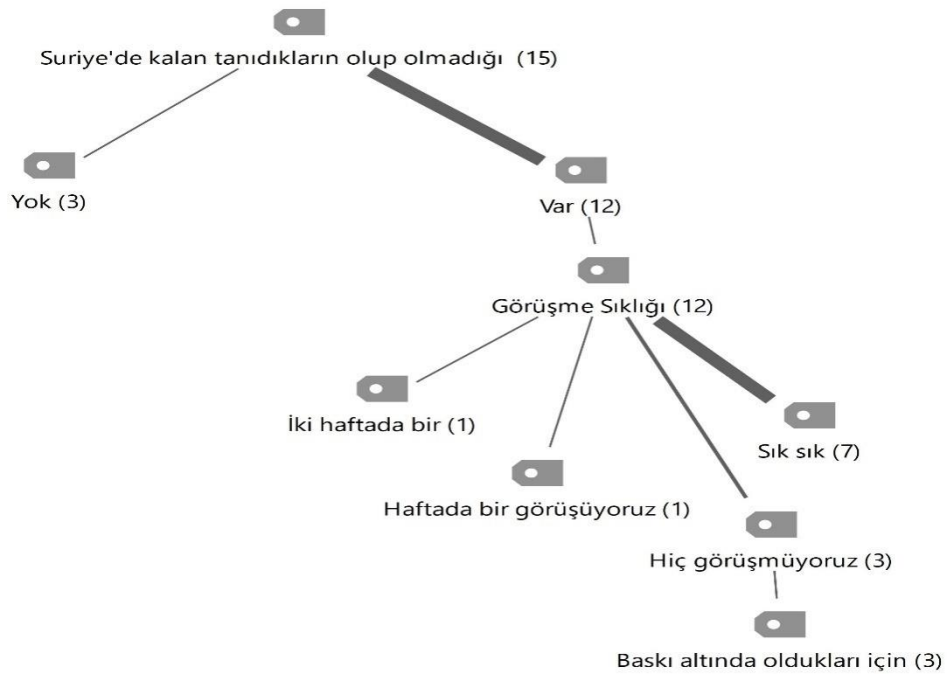 Suriye'de kalan tanıdıkların olup olmadığı (15)
Yok (3)
Var (12)
Görüşme Sıklığı (12)
İki haftada bir (1)
Sık sık (7)
Haftada bir görüşüyoruz (1)
Hiç görüşmüyoruz (3)
Baskı altında oldukları için (3)